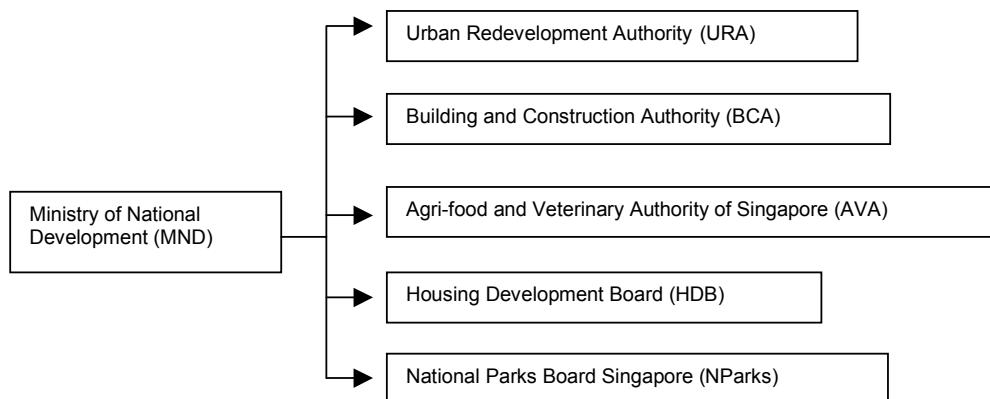 Urban Redevelopment Authority (URA)
Building and Construction Authority (BCA)
Ministry of National
Development (MND)
Agri-food and Veterinary Authority of Singapore (AVA)
Housing Development Board (HDB)
National Parks Board Singapore (NParks)